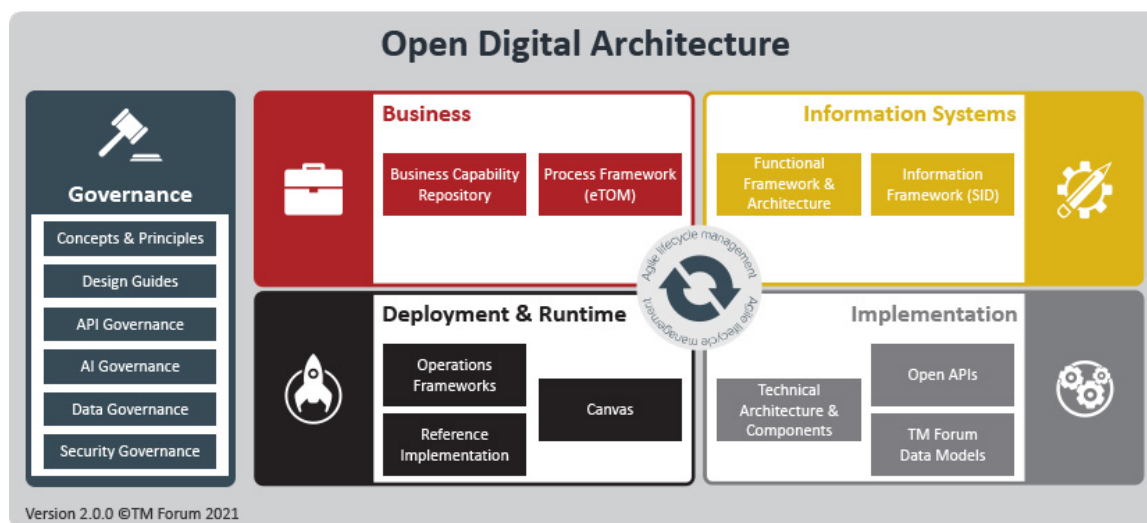 Open Digital Architecture
Governance
Concepts & Principles
Design Guides
API Governance
AI Governance
Data Governance
Security Governance
Business
Business Capability
Repository
Process Framework
(eTOM)
Information Systems
Functional
Framework &
Architecture
Information
Framework (SID)
Agile lifecycle management
Agile lifecycle management
Deployment & Runtime
Operations
Frameworks
Reference
Implementation
Canvas
Implementation
Technical
Architecture &
Components
Open APIs
TM Forum
Data Models
Version 2.0.0 ©TM Forum 2021